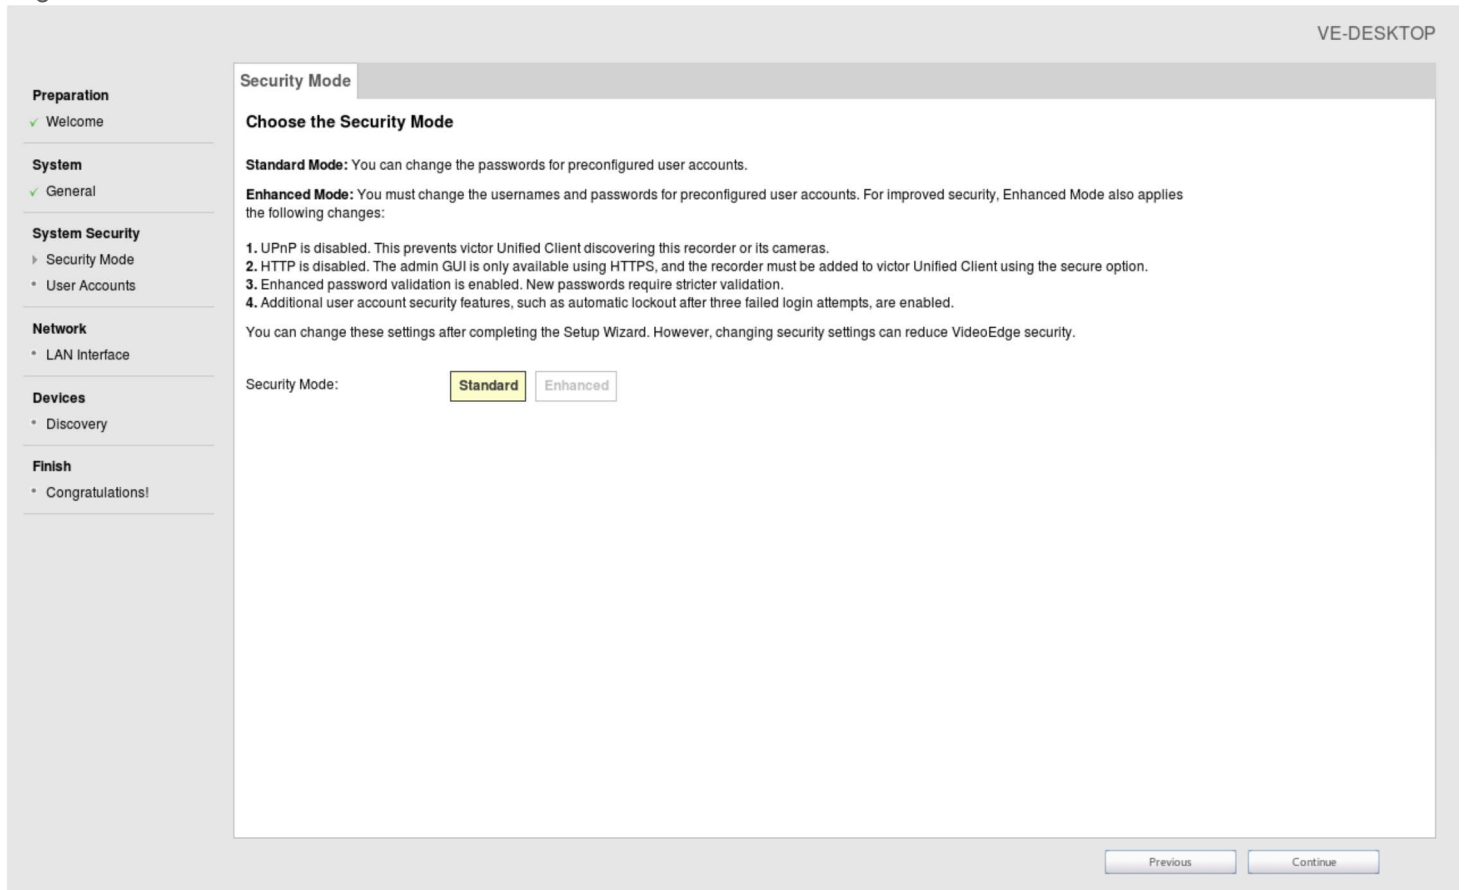 VE-DESKTOP
Preparation
Welcome
System
General
System Security
Security Mode
User Accounts
Network
LAN Interface
Devices
Discovery
Finish
Congratulations!
Security Mode
Choose the Security Mode
Standard Mode: You can change the passwords for preconfigured user accounts.
Enhanced Mode: You must change the usernames and passwords for preconfigured user accounts. For improved security, Enhanced Mode also applies
the following changes:
1. UPnP is disabled. This prevents victor Unified Client discovering this recorder or its cameras.
2. HTTP is disabled. The admin GUI is only available using HTTPS, and the recorder must be added to victor Unified Client using the secure option.
3. Enhanced password validation is enabled. New passwords require stricter validation.
4. Additional user account security features, such as automatic lockout after three failed login attempts, are enabled.
You can change these settings after completing the Setup Wizard. However, changing security settings can reduce VideoEdge security.
Security Mode: Standard Enhanced
Previous Continue